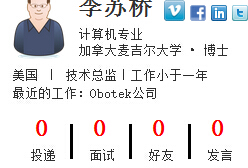 李苏桥
计算机专业
加拿大麦吉尔大学 · 博士
美国 | 技术总监 | 工作小于一年
最近的工作：Obotek公司
0 0 0 0
投递 面试 好友 发言